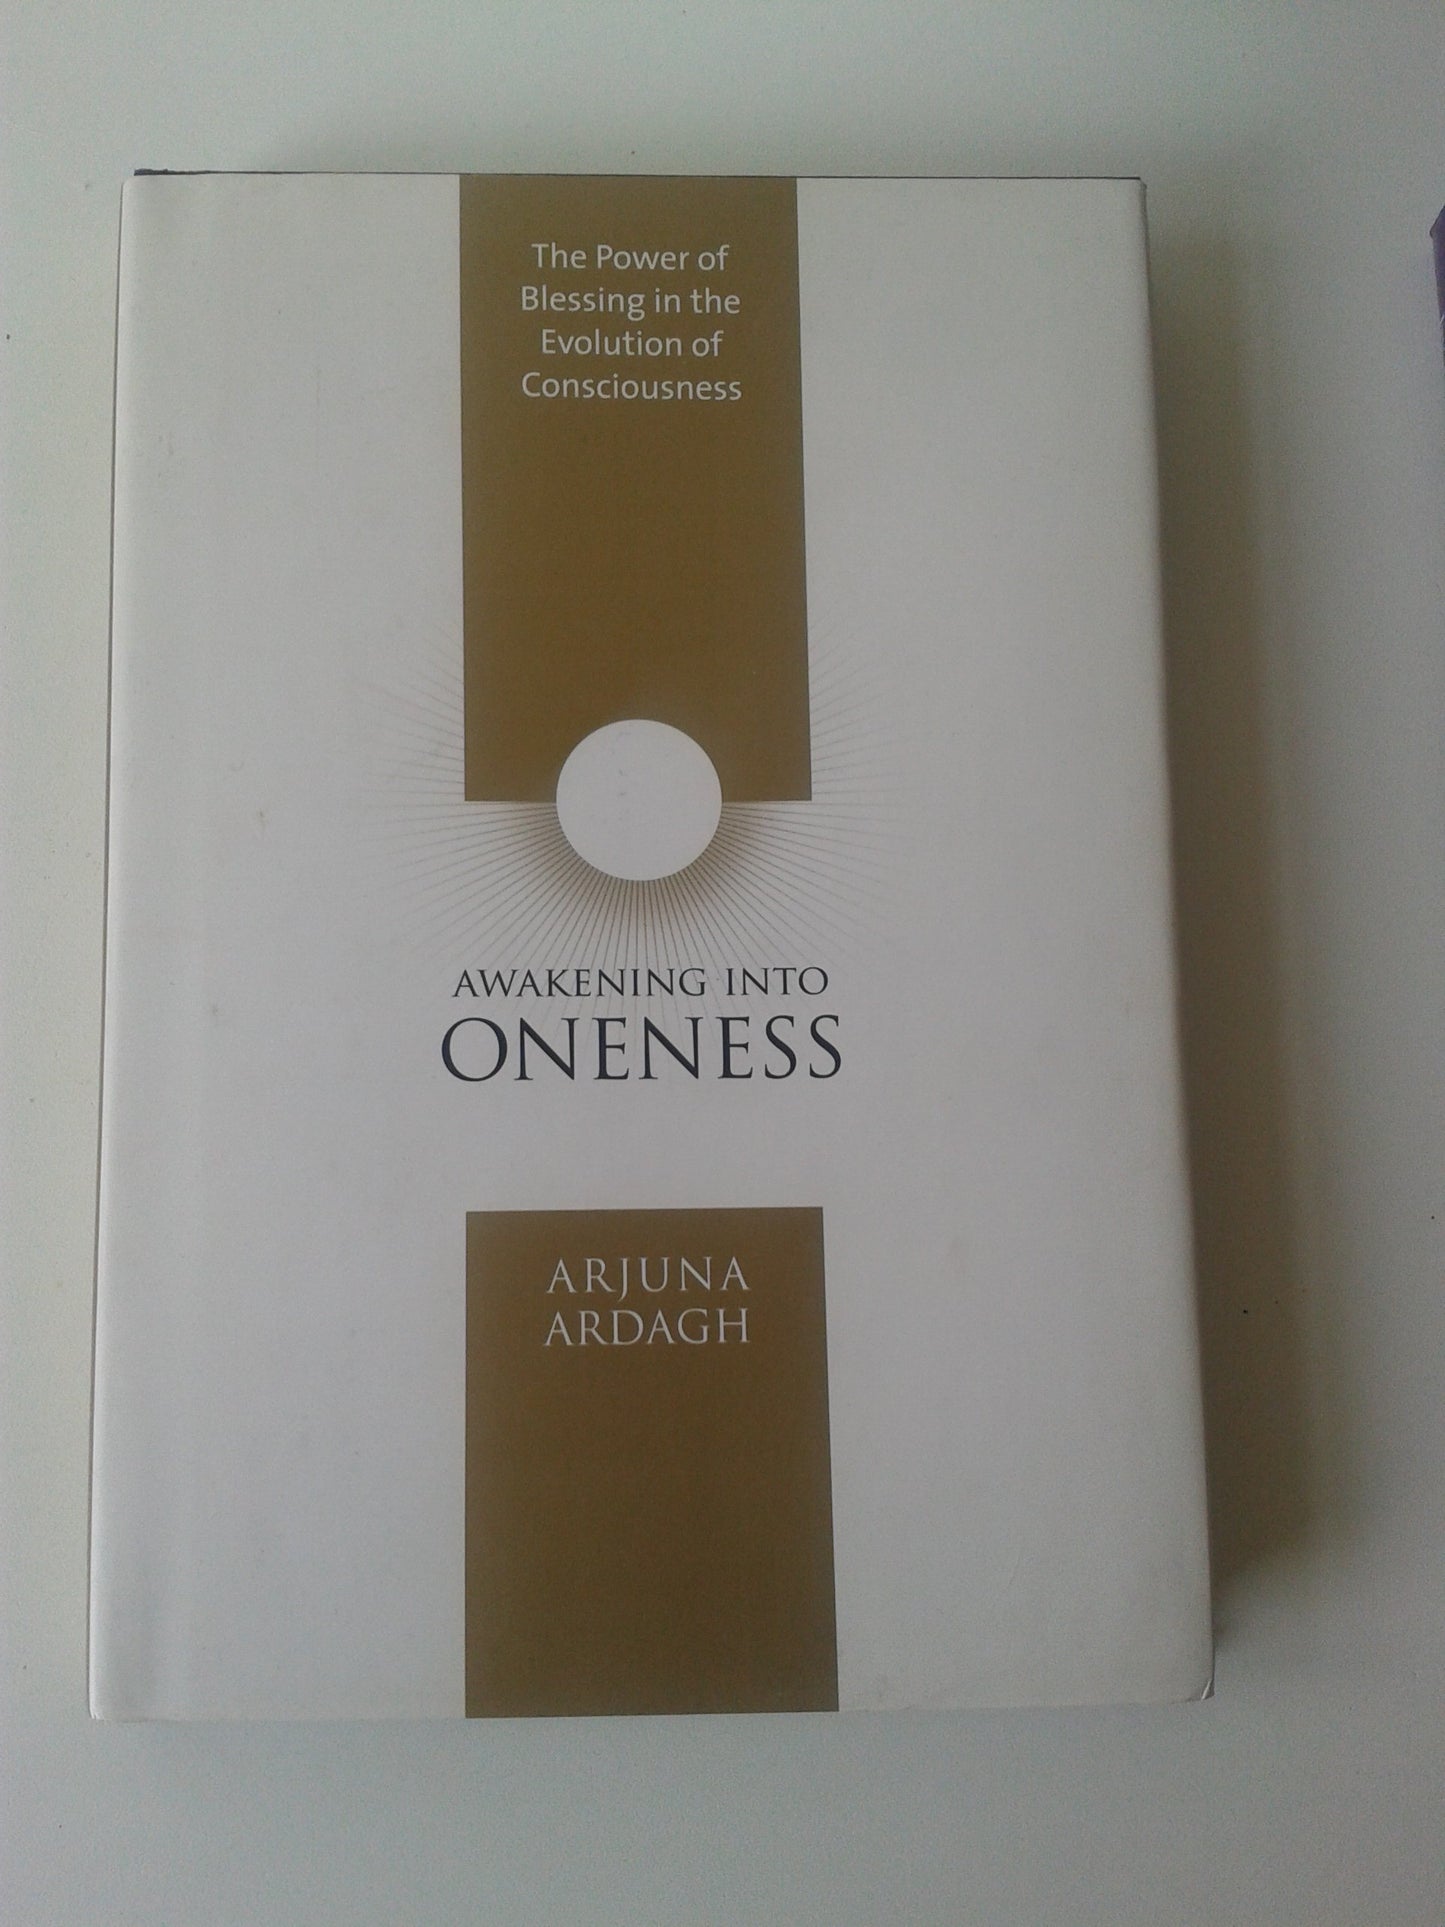 The Power of
Blessing in the
Evolution of
Consciousness
AWAKENING INTO
ONENESS
ARJUNA
ARDAGH